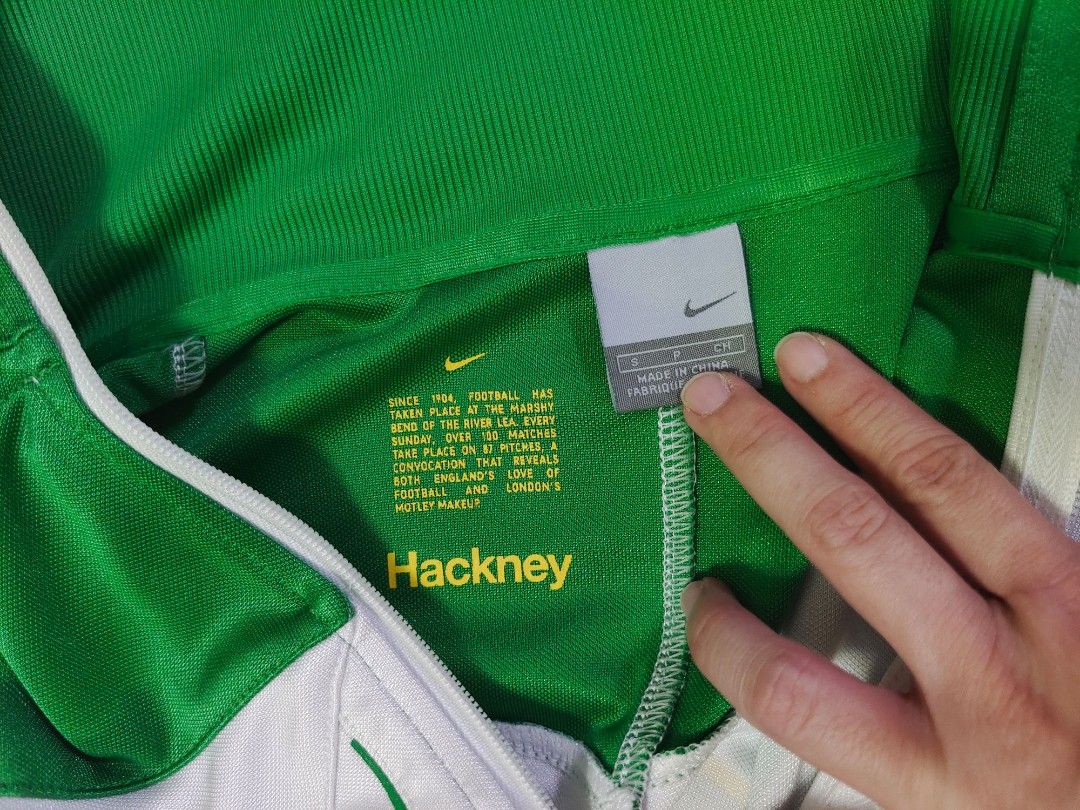 S P CH
MADE IN CHINA
FABRIQUÉ
SINCE 1904, FOOTBALL HAS
TAKEN PLACE AT THE MARSHY
BEND OF THE RIVER LEA. EVERY
SUNDAY, OVER 100 MATCHES
TAKE PLACE ON 87 PITCHES, A
CONVOCATION THAT REVEALS
BOTH ENGLAND'S LOVE OF
FOOTBALL AND LONDON'S
MOTLEY MAKEUP.
Hackney